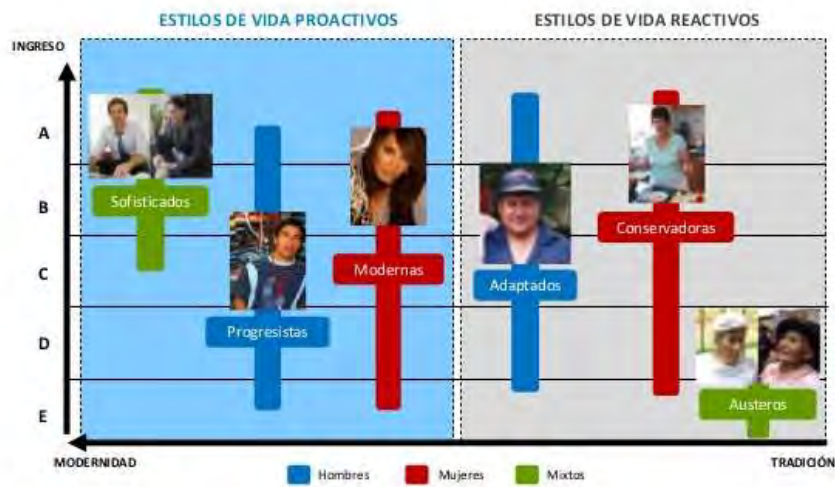 ESTILOS DE VIDA PROACTIVOS
ESTILOS DE VIDA REACTIVOS
INGRESO
A
B
C
D
E
Sofisticados
Progresistas
Modernas
Adaptados
Conservadoras
Austeros
MODERNIDAD
TRADICIÓN
Hombres
Mujeres
Mixtos